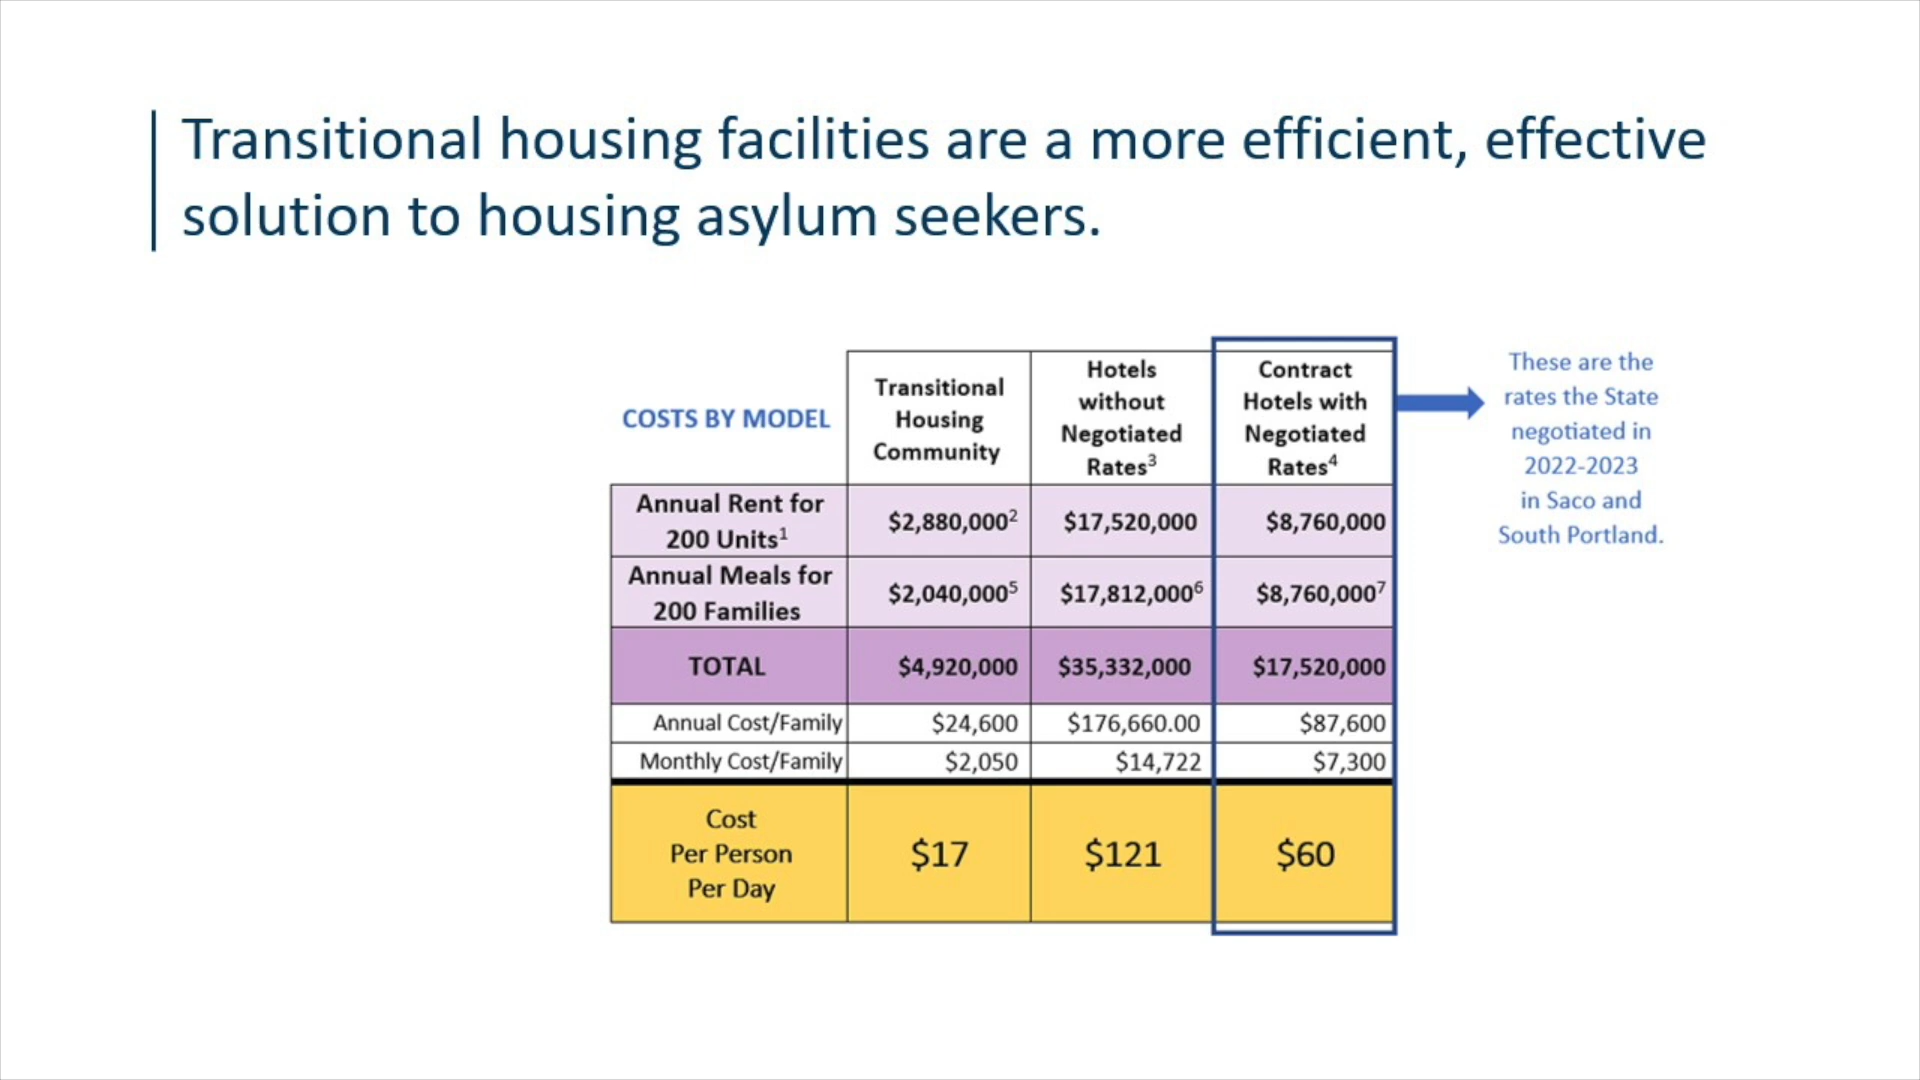 Transitional housing facilities are a more efficient, effective
solution to housing asylum seekers.
COSTS BY MODEL
Transitional
Housing
Community
Hotels
without
Negotiated
Rates³
Contract
Hotels with
Negotiated
Rates⁴
These are the
rates the State
negotiated in
2022-2023
in Saco and
South Portland.
Annual Rent for
200 Units¹
$2,880,000² $17,520,000 $8,760,000
Annual Meals for
200 Families
$2,040,000⁵ $17,812,000⁶ $8,760,000⁷
TOTAL $4,920,000 $35,332,000 $17,520,000
Annual Cost/Family $24,600 $176,660.00 $87,600
Monthly Cost/Family $2,050 $14,722 $7,300
Cost
Per Person
Per Day
$17 $121 $60